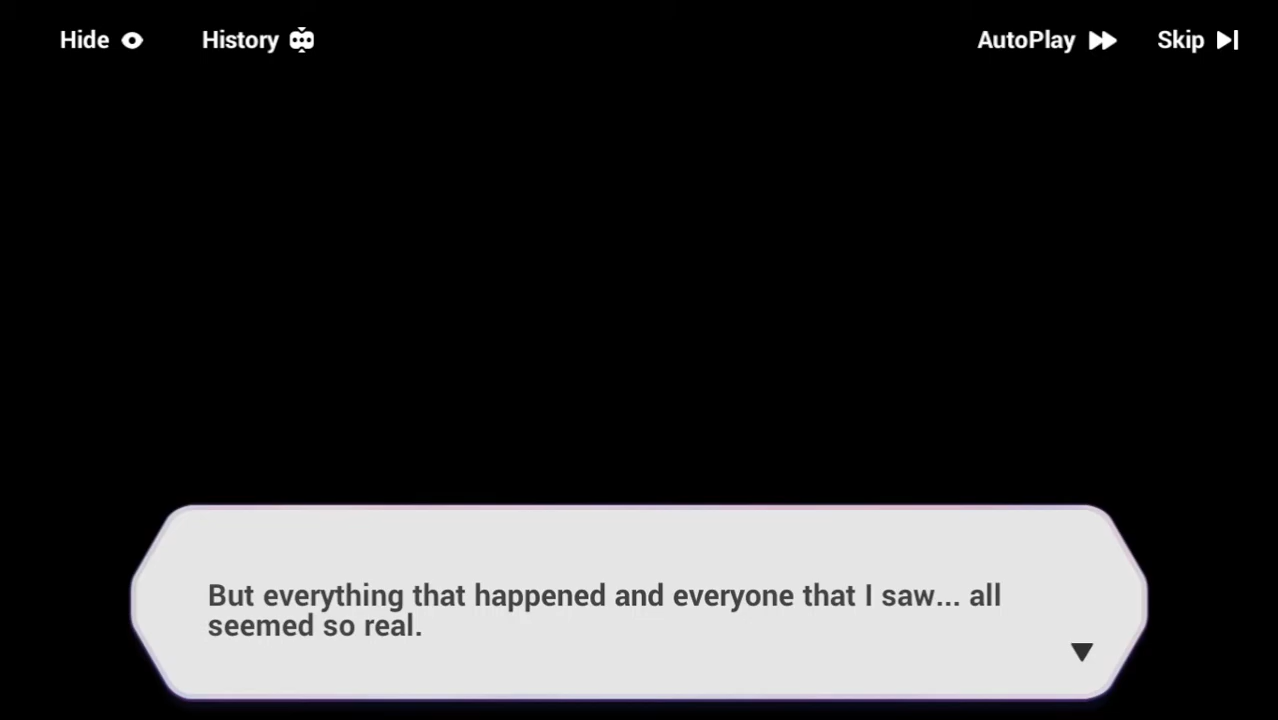 Hide
History
AutoPlay
Skip
But everything that happened and everyone that I saw... all
seemed so real.